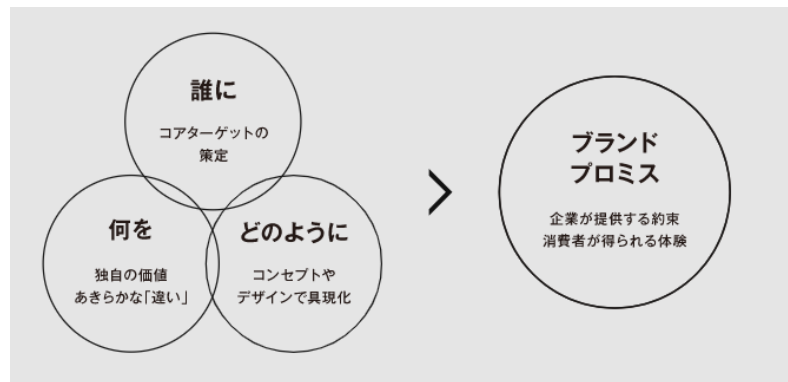 誰に
コアターゲットの
策定
何を
独自の価値
あきらかな「違い」
どのように
コンセプトや
デザインで具現化
ブランド
プロミス
企業が提供する約束
消費者が得られる体験